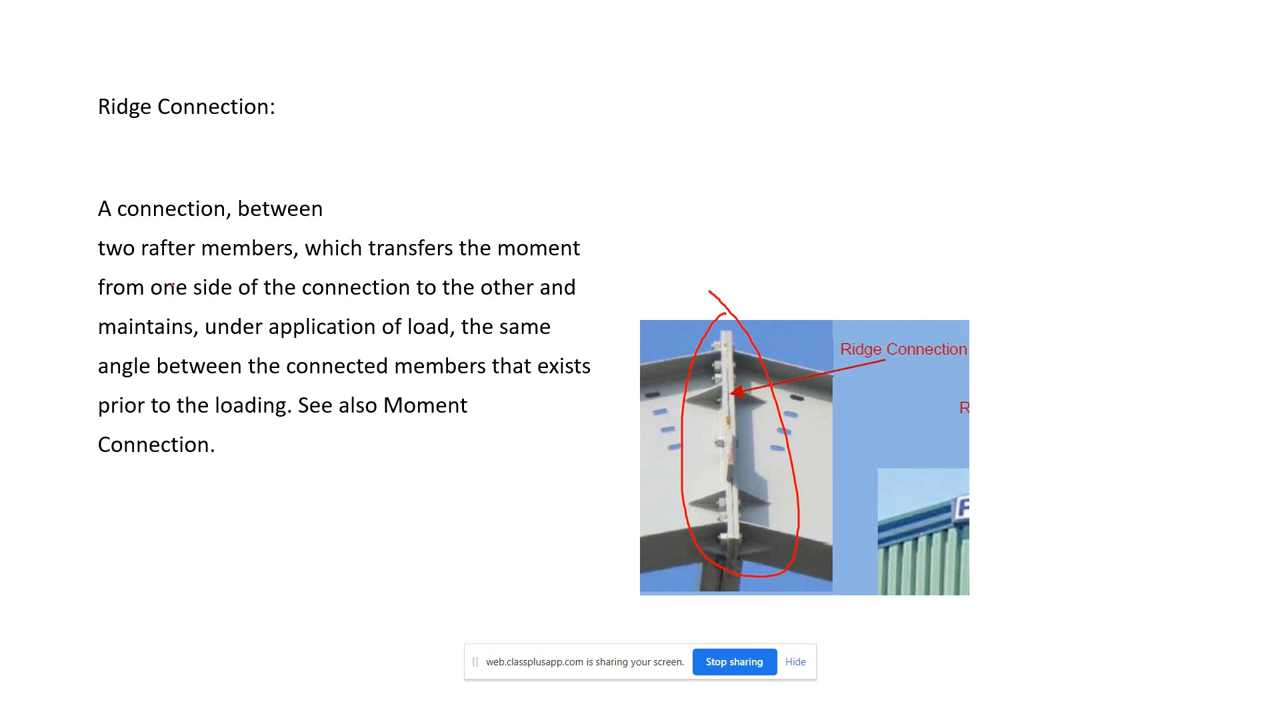 Ridge Connection:
A connection, between
two rafter members, which transfers the moment
from one side of the connection to the other and
maintains, under application of load, the same
angle between the connected members that exists
prior to the loading. See also Moment
Connection.
Ridge Connection
R
web.classplusapp.com is sharing your screen.
Stop sharing
Hide